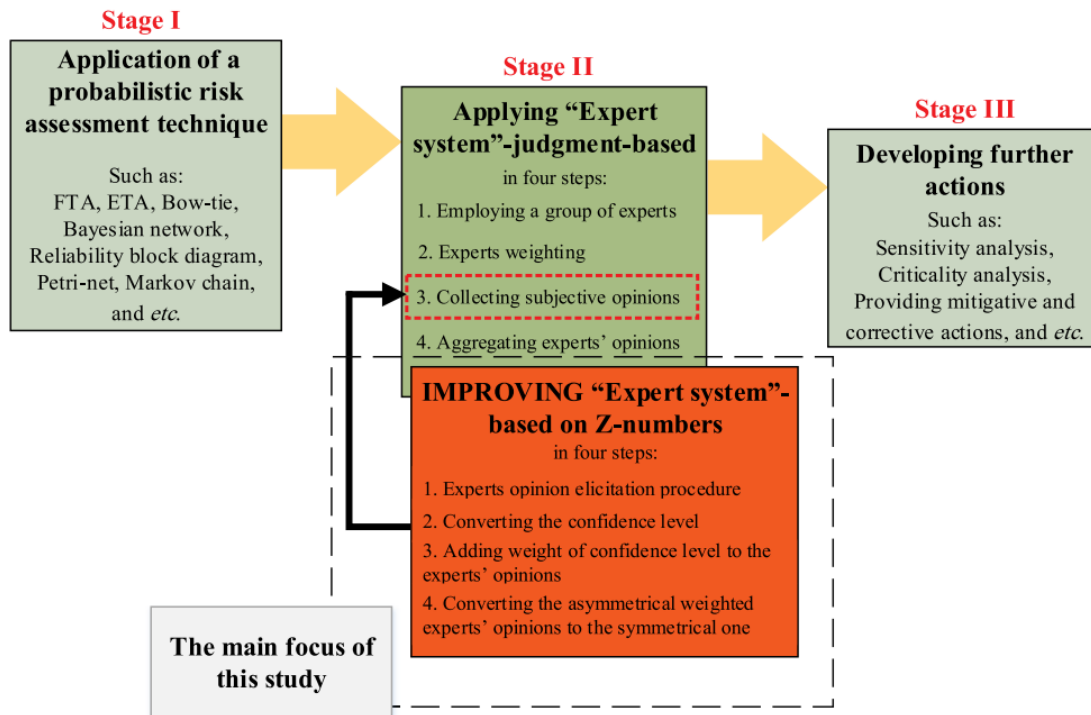 Stage I
Application of a
probabilistic risk
assessment technique
Such as:
FTA, ETA, Bow-tie,
Bayesian network,
Reliability block diagram,
Petri-net, Markov chain,
and etc.
Stage II
Applying “Expert
system”-judgment-based
in four steps:
1. Employing a group of experts
2. Experts weighting
3. Collecting subjective opinions
4. Aggregating experts’ opinions
IMPROVING “Expert system”-
based on Z-numbers
in four steps:
1. Experts opinion elicitation procedure
2. Converting the confidence level
3. Adding weight of confidence level to the
experts’ opinions
4. Converting the asymmetrical weighted
experts’ opinions to the symmetrical one
The main focus of
this study
Stage III
Developing further
actions
Such as:
Sensitivity analysis,
Criticality analysis,
Providing mitigative and
corrective actions, and etc.